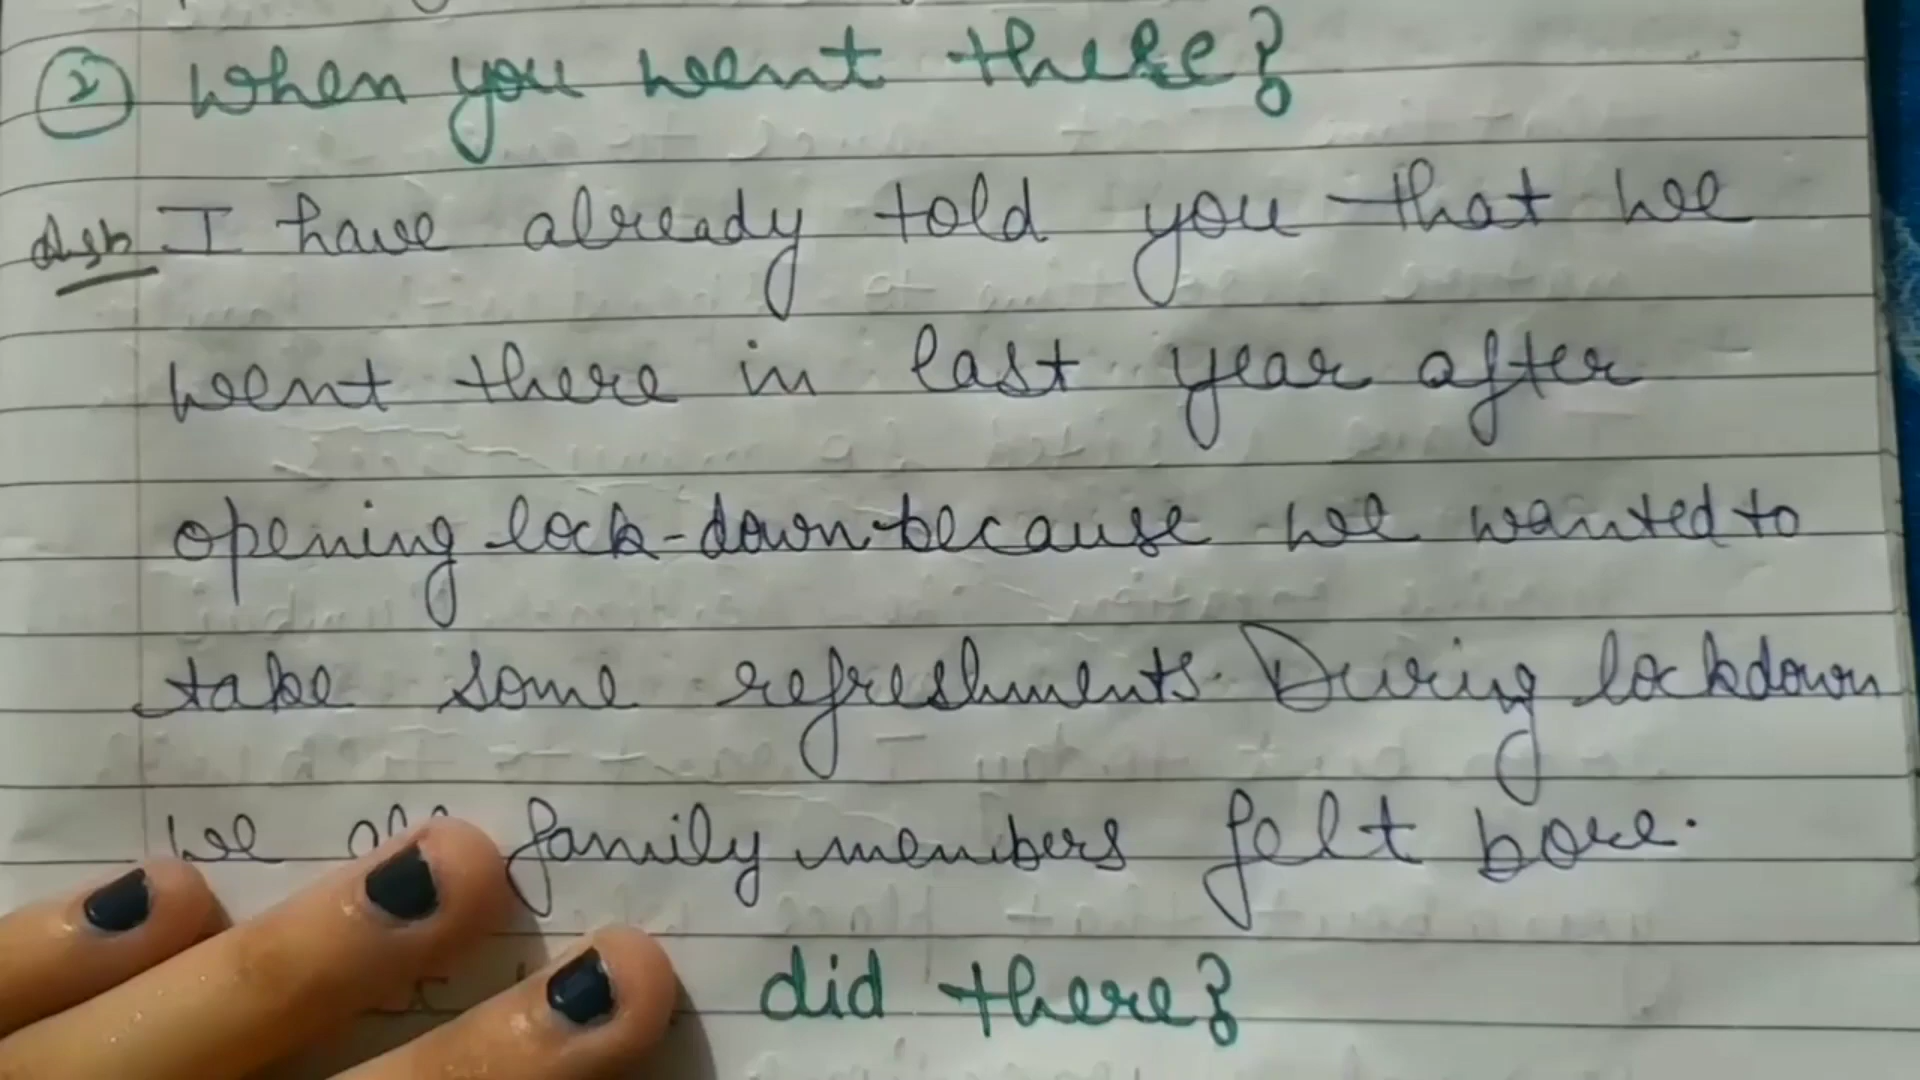 ② When you went there?
Ans I have already told you that we
went there in last year after
opening lock-down because we wanted to
take some refreshments. During lockdown
we all family members felt bore.
did there?